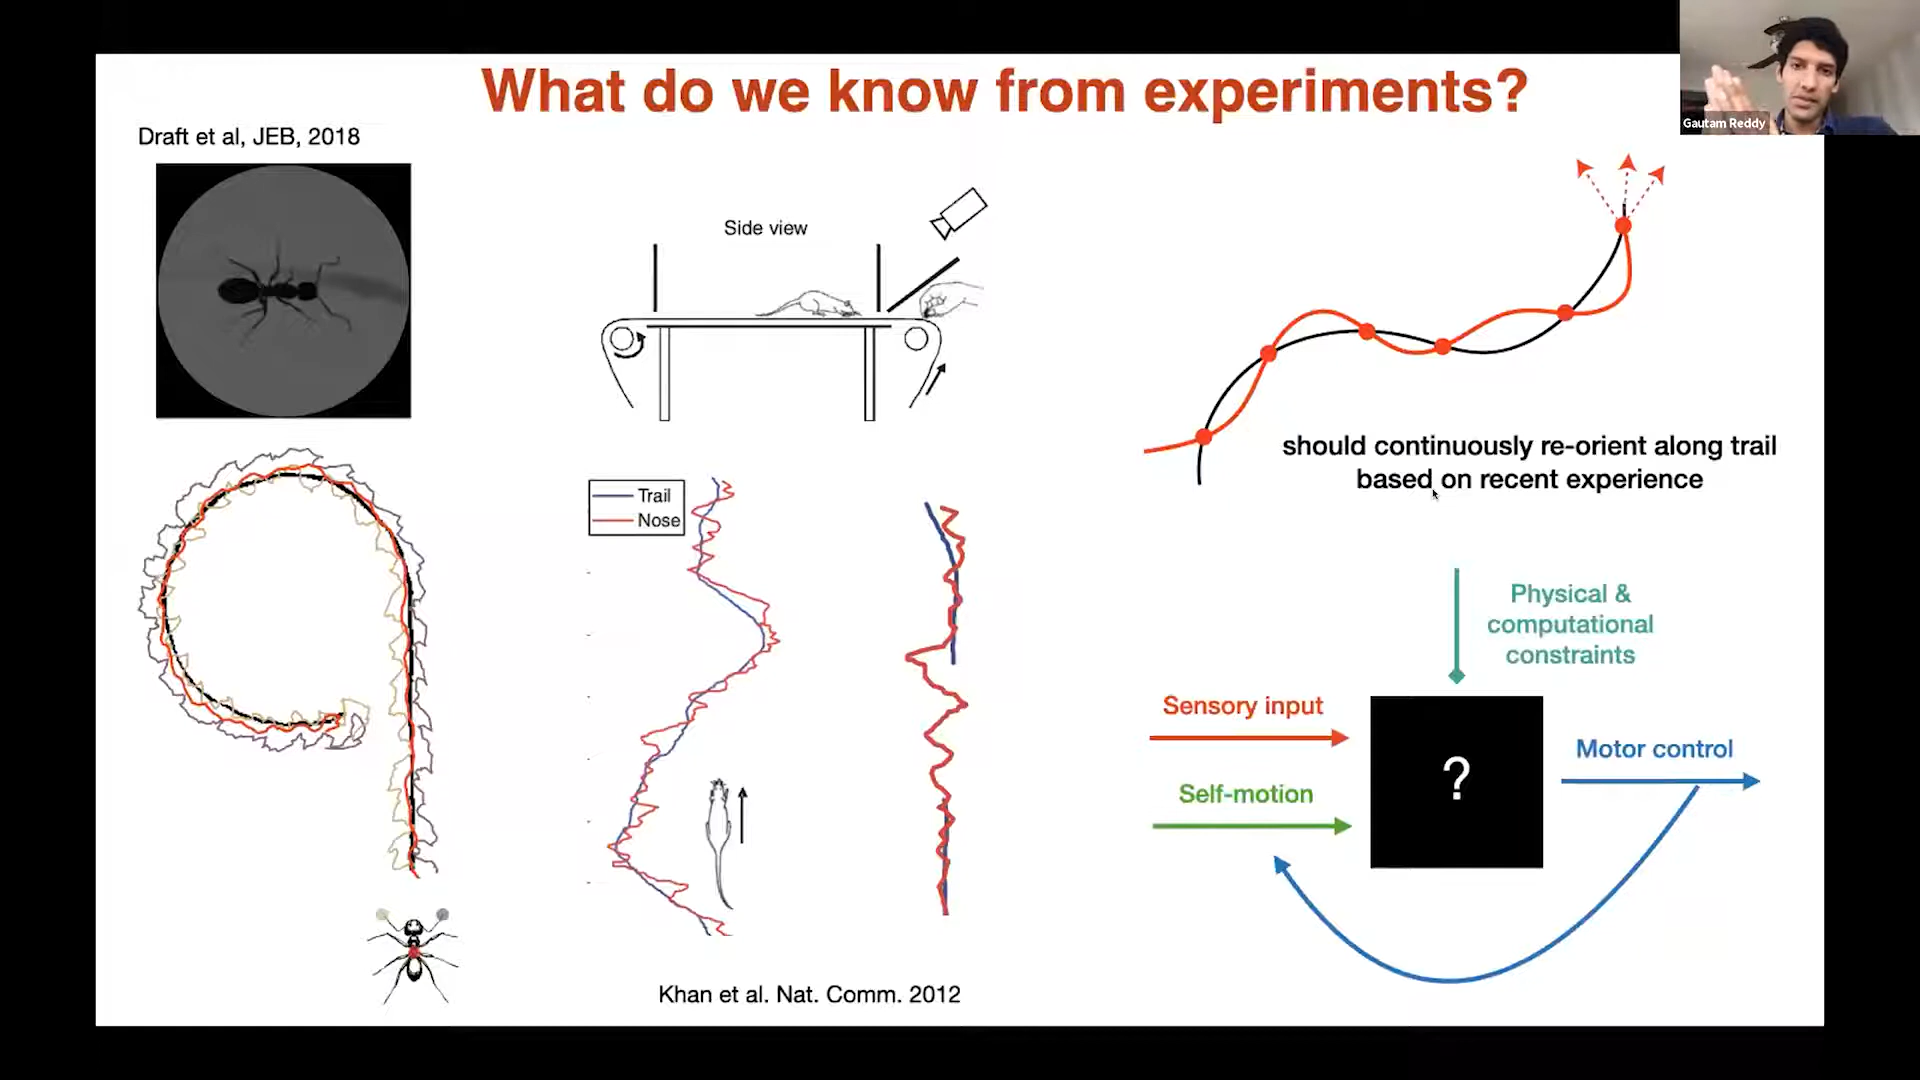 What do we know from experiments?
Gautam Reddy
Draft et al, JEB, 2018
Side view
Trail
Nose
Khan et al. Nat. Comm. 2012
should continuously re-orient along trail
based on recent experience
Physical &
computational
constraints
Sensory input
Self-motion
?
Motor control